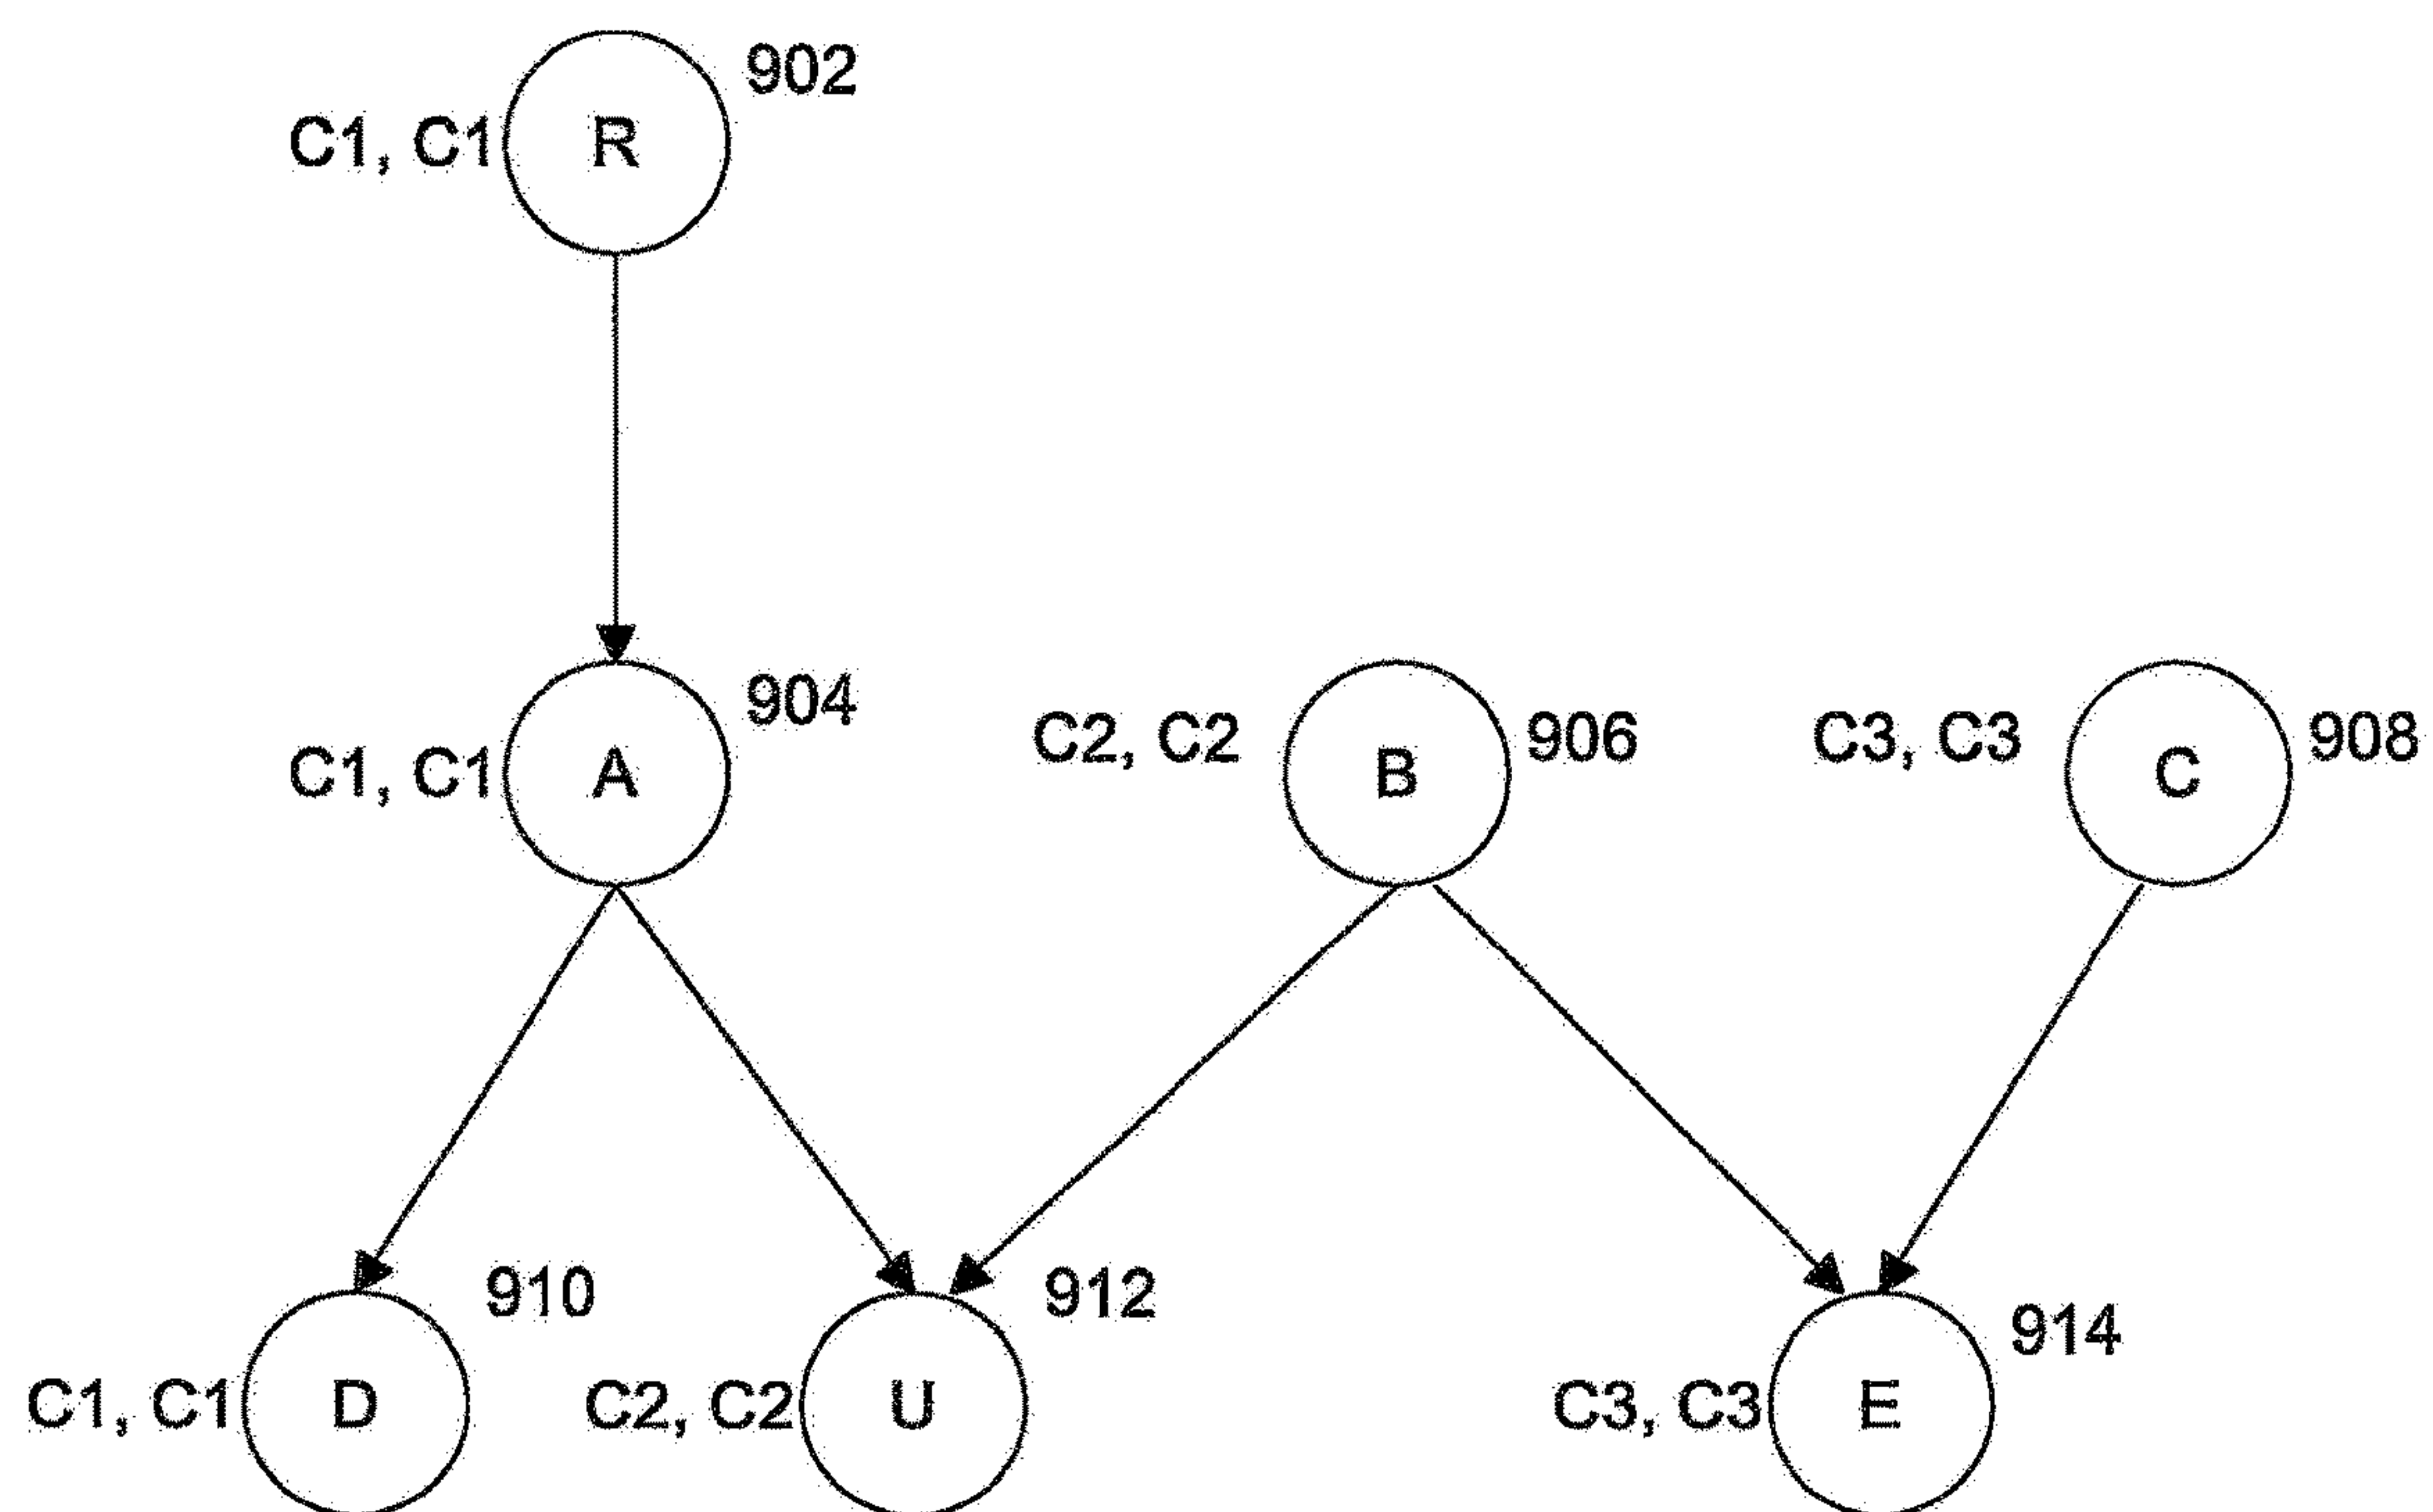 902
C1, C1 R
904
C1, C1 A
C2, C2 B 906
C3, C3 C 908
910
C1, C1 D
912
C2, C2 U
914
C3, C3 E